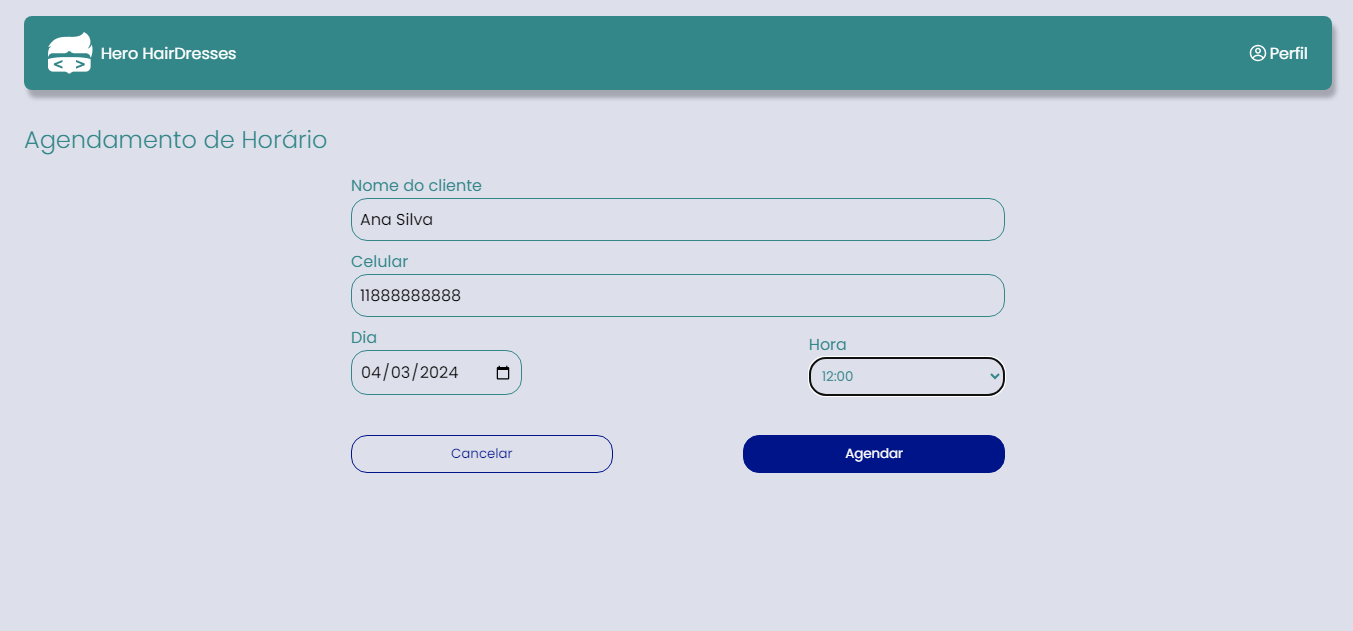 Hero HairDresses
Perfil
Agendamento de Horário
Nome do cliente
Ana Silva
Celular
11888888888
Dia
04/03/2024
Hora
12:00
Cancelar
Agendar